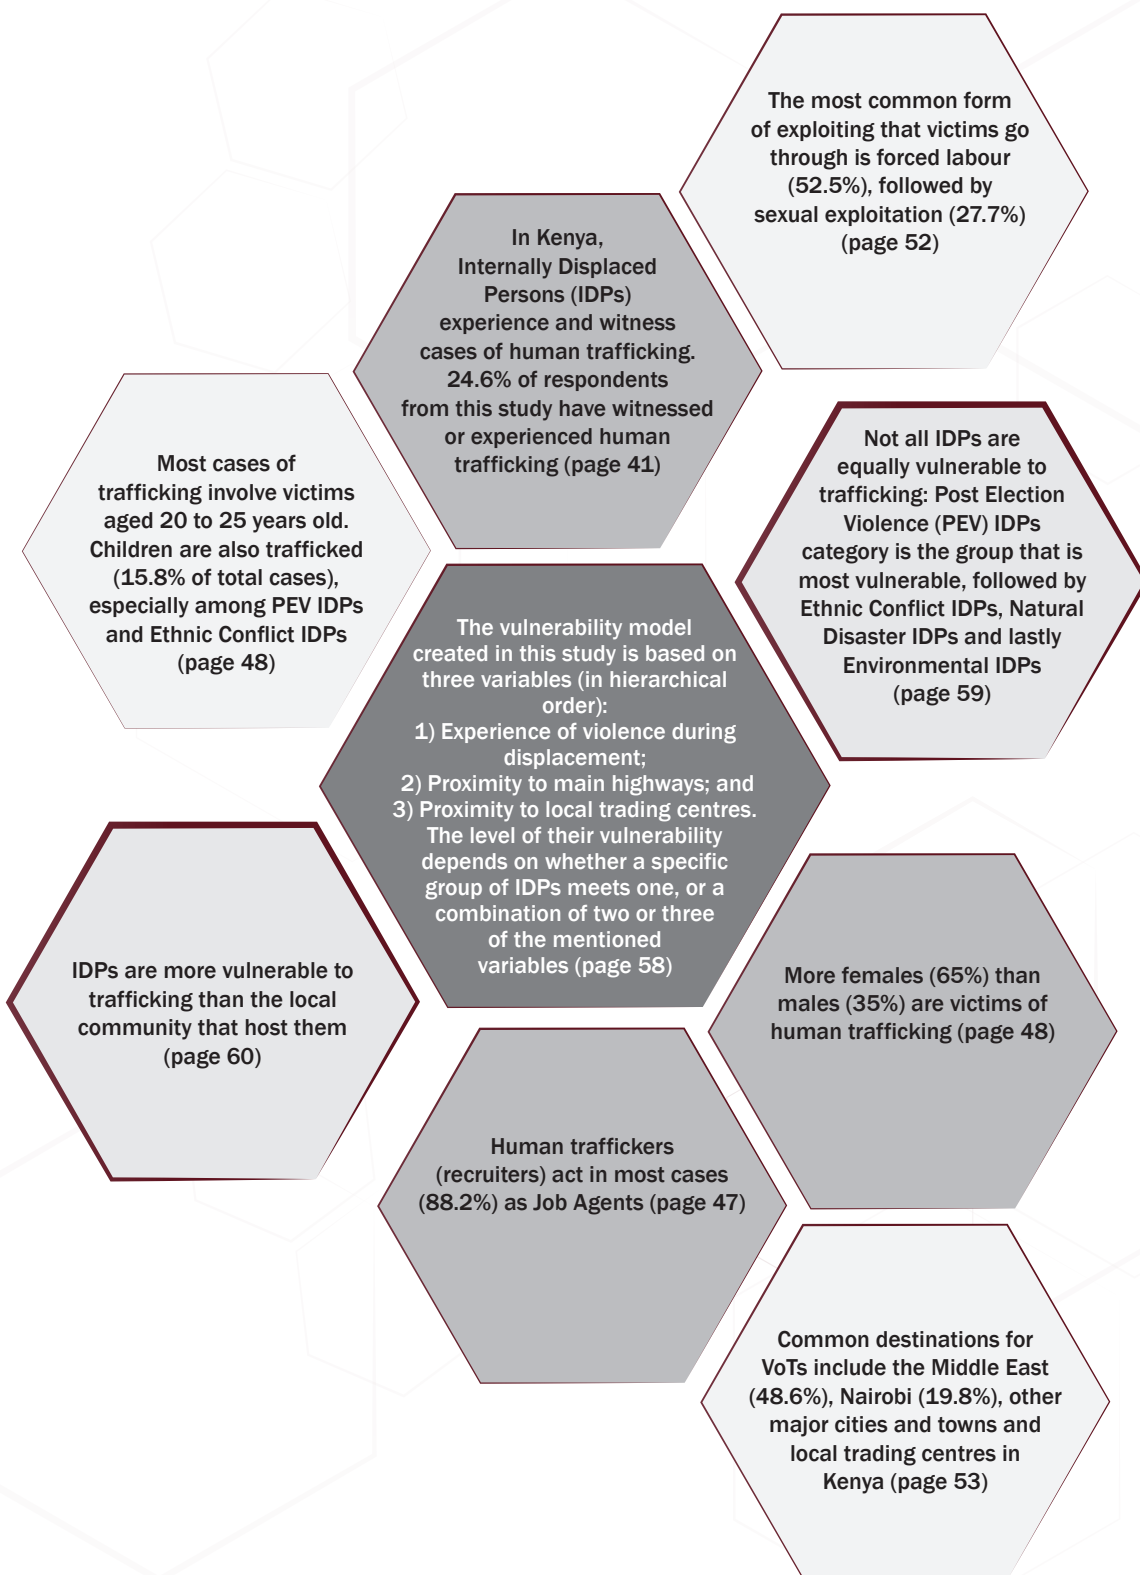 The most common form
of exploiting that victims go
through is forced labour
(52.5%), followed by
sexual exploitation (27.7%)
(page 52)
In Kenya,
Internally Displaced
Persons (IDPs)
experience and witness
cases of human trafficking.
24.6% of respondents
from this study have witnessed
or experienced human
trafficking (page 41)
Most cases of
trafficking involve victims
aged 20 to 25 years old.
Children are also trafficked
(15.8% of total cases),
especially among PEV IDPs
and Ethnic Conflict IDPs
(page 48)
Not all IDPs are
equally vulnerable to
trafficking: Post Election
Violence (PEV) IDPs
category is the group that is
most vulnerable, followed by
Ethnic Conflict IDPs, Natural
Disaster IDPs and lastly
Environmental IDPs
(page 59)
The vulnerability model
created in this study is based on
three variables (in hierarchical
order):
1) Experience of violence during
displacement;
2) Proximity to main highways; and
3) Proximity to local trading centres.
The level of their vulnerability
depends on whether a specific
group of IDPs meets one, or a
combination of two or three
of the mentioned
variables (page 58)
IDPs are more vulnerable to
trafficking than the local
community that host them
(page 60)
More females (65%) than
males (35%) are victims of
human trafficking (page 48)
Human traffickers
(recruiters) act in most cases
(88.2%) as Job Agents (page 47)
Common destinations for
VoTs include the Middle East
(48.6%), Nairobi (19.8%), other
major cities and towns and
local trading centres in
Kenya (page 53)